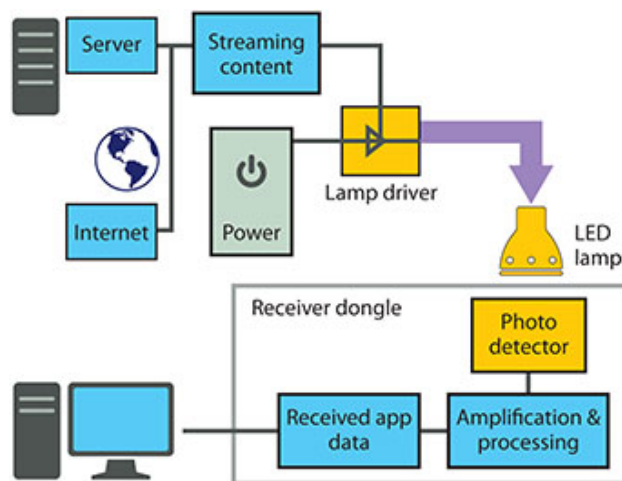 Server
Streaming
content
Internet
Power
Lamp driver
LED
lamp
Receiver dongle
Photo
detector
Received app
data
Amplification &
processing